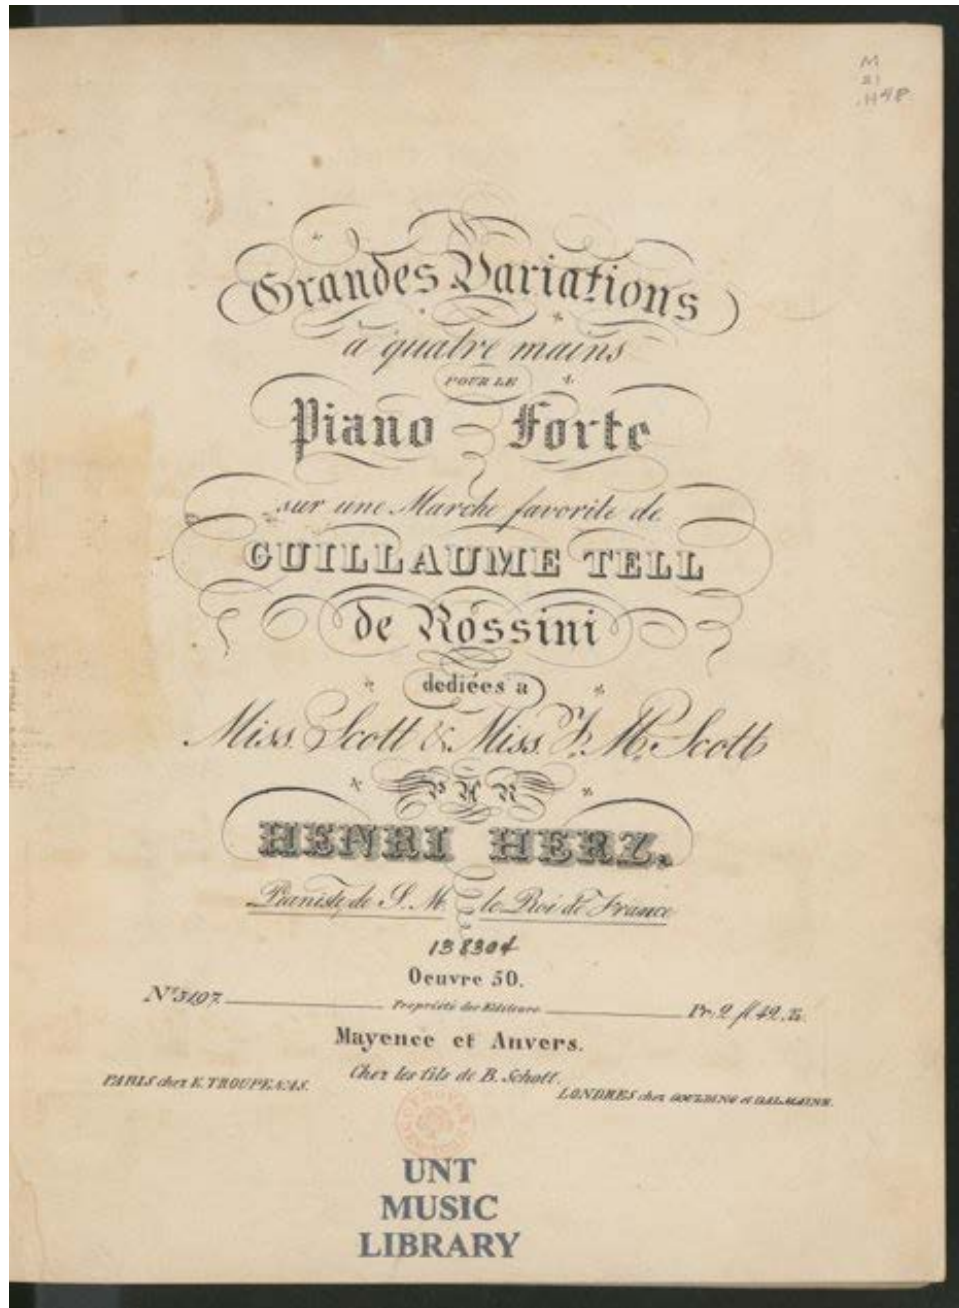 M
21
.H48
Grandes Variations
à quatre mains
POUR LE
Piano Forte
sur une Marche favorite de
GUILLAUME TELL
de Rossini
dediées a
Miss. Scott & Miss. J. M. Scott
PAR
HENRI HERZ.
Pianiste de S. M. le Roi de France
138304
Oeuvre 50.
Nº 3197. Propriété des Editeurs Pr. 2 fl 42.
Mayence et Anvers.
Chez les fils de B. Schott.
PARIS chez E. TROUPENAS.
LONDRES chez GOULDING et DALMAINE.
UNT
MUSIC
LIBRARY